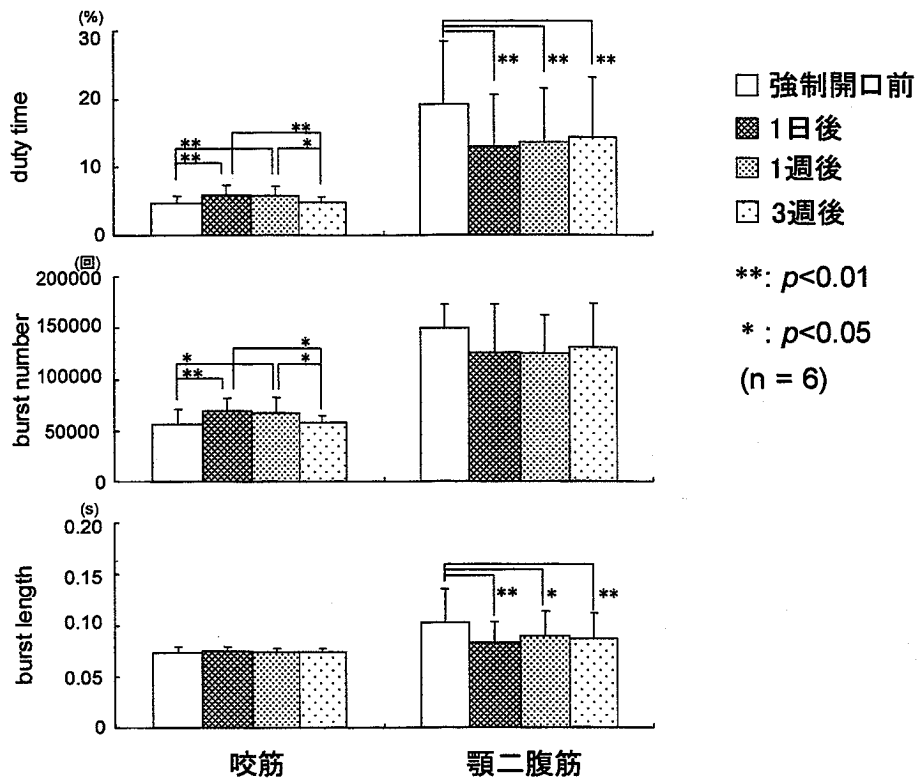 (%)
30
20
10
0
duty time
** ** * **
** ** **
(回)
200000
150000
100000
50000
0
burst number
* ** * *
(s)
0.20
0.15
0.10
0.05
0
burst length
** * **
咬筋 顎二腹筋
強制開口前
1日後
1週後
3週後
**: p<0.01
* : p<0.05
(n = 6)